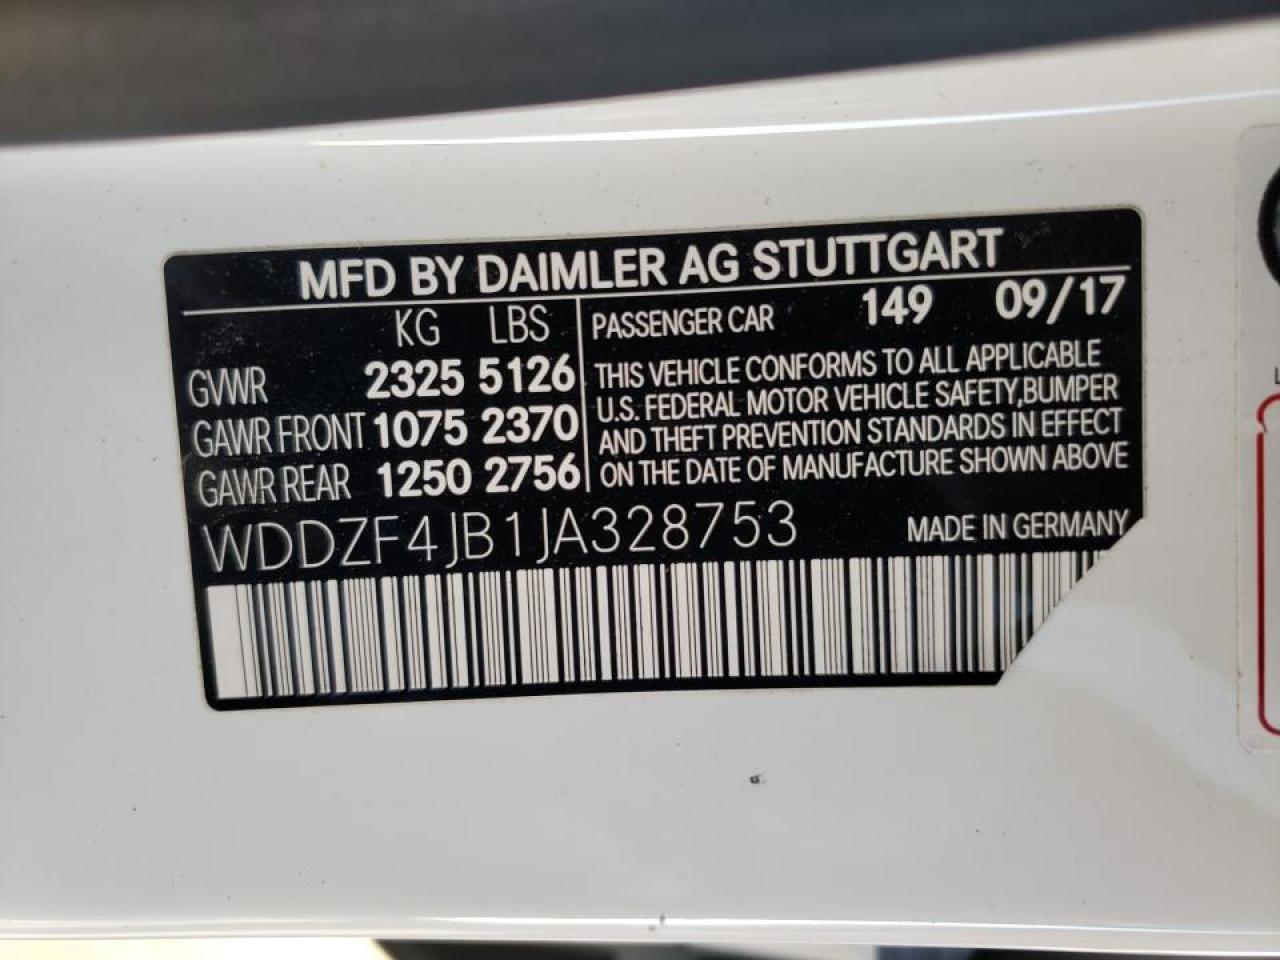 MFD BY DAIMLER AG STUTTGART
KG LBS
GVWR 2325 5126
GAWR FRONT 1075 2370
GAWR REAR 1250 2756
PASSENGER CAR 149 09/17
THIS VEHICLE CONFORMS TO ALL APPLICABLE
U.S. FEDERAL MOTOR VEHICLE SAFETY,BUMPER
AND THEFT PREVENTION STANDARDS IN EFFECT
ON THE DATE OF MANUFACTURE SHOWN ABOVE
WDDZF4JB1JA328753 MADE IN GERMANY